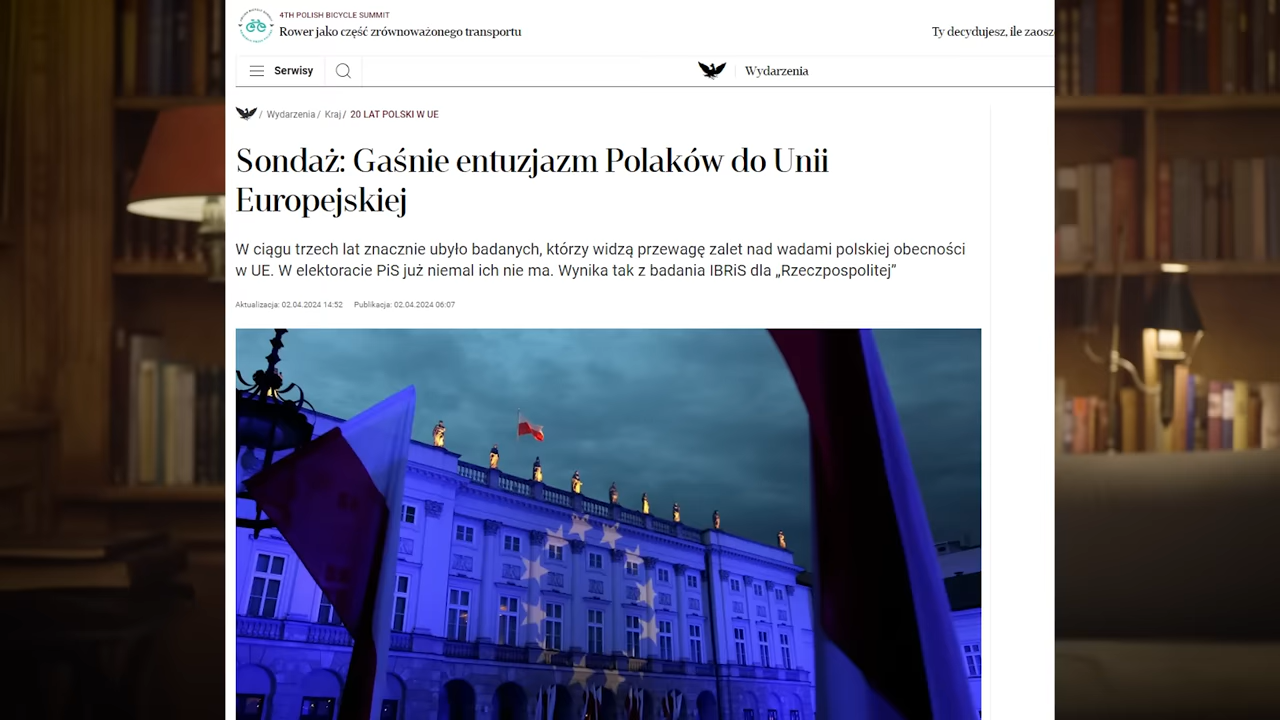 4TH POLISH BICYCLE SUMMIT
Rower jako część zrównoważonego transportu
Ty decydujesz, ile zaosz
Serwisy
Wydarzenia
/ Wydarzenia / Kraj / 20 LAT POLSKI W UE
Sondaż: Gaśnie entuzjazm Polaków do Unii
Europejskiej
W ciągu trzech lat znacznie ubyło badanych, którzy widzą przewagę zalet nad wadami polskiej obecności
w UE. W elektoracie PiS już niemal ich nie ma. Wynika tak z badania IBRiS dla „Rzeczpospolitej”
Aktualizacja: 02.04.2024 14:52 Publikacja: 02.04.2024 06:07